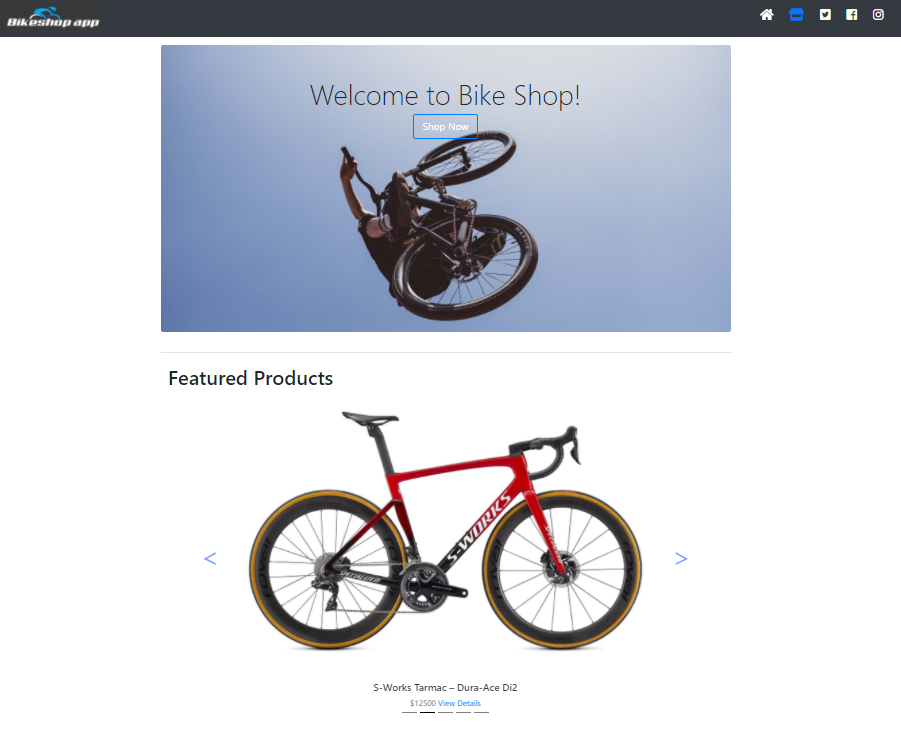 Bikeshop app
Welcome to Bike Shop!
Shop Now
Featured Products
S-WORKS
SPECIALIZED
<
>
S-Works Tarmac – Dura-Ace Di2
$12500 View Details